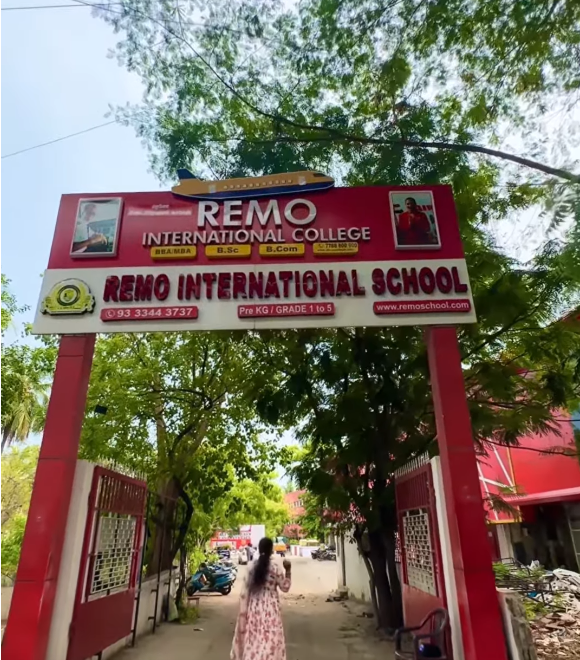 REMO
INTERNATIONAL COLLEGE
BBA/MBA B.Sc B.Com
REMO INTERNATIONAL SCHOOL
93 3344 3737 Pre KG / GRADE 1 to 5 www.remoschool.com